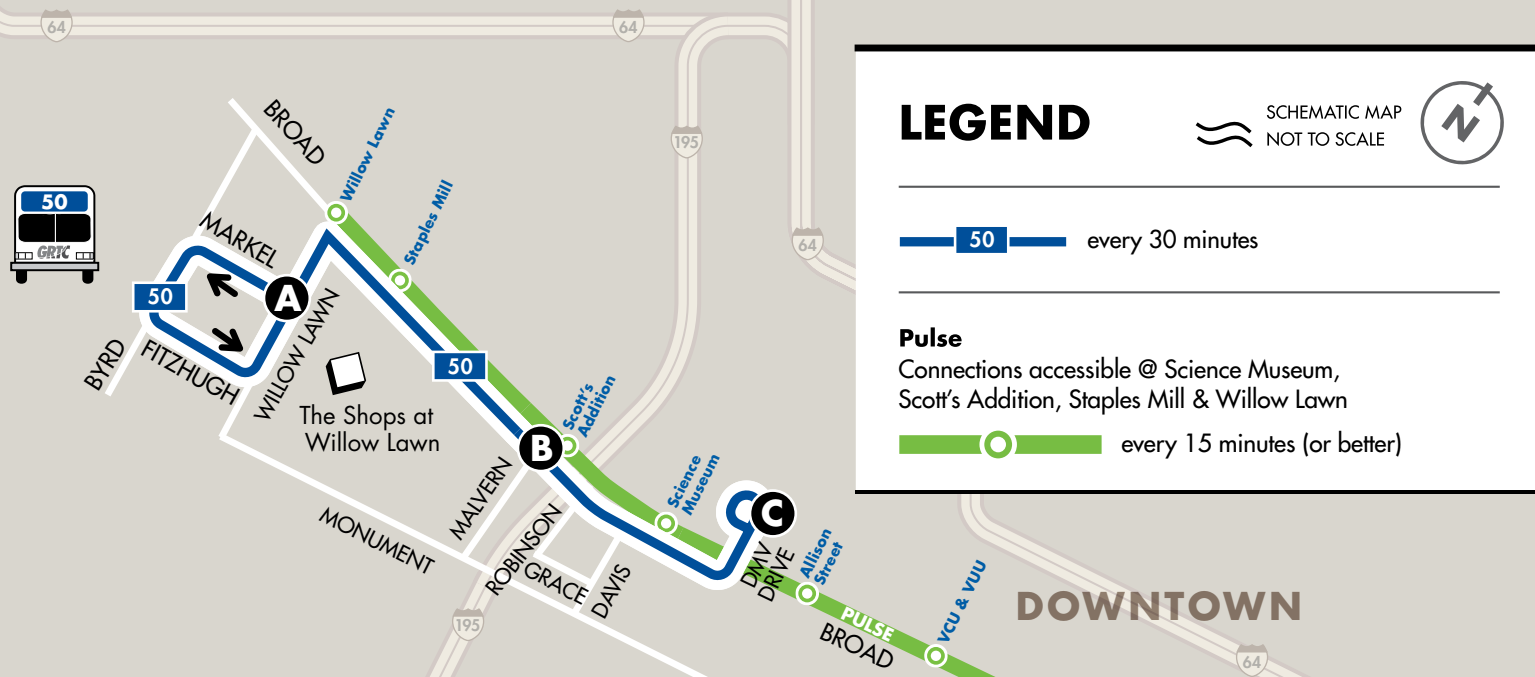 64
64
195
64
BROAD
Willow Lawn
Staples Mill
50
GRTC
MARKEL
A
50
BYRD
FITZHUGH
WILLOW LAWN
The Shops at
Willow Lawn
50
Scott's
Addition
B
MALVERN
MONUMENT
ROBINSON
GRACE
DAVIS
Science
Museum
C
DMV
DRIVE
Allison
Street
PULSE
BROAD
VCU & VUU
DOWNTOWN
195
64
LEGEND
SCHEMATIC MAP
NOT TO SCALE
N
50 every 30 minutes
Pulse
Connections accessible @ Science Museum,
Scott's Addition, Staples Mill & Willow Lawn
every 15 minutes (or better)